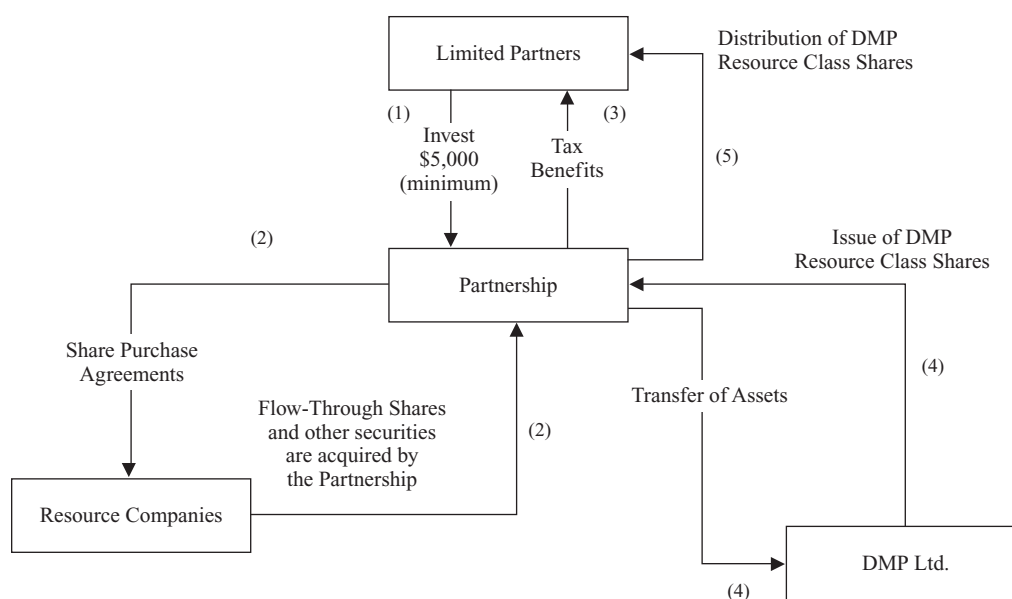 Limited Partners
Distribution of DMP
Resource Class Shares
(1)
(3)
Invest
$5,000
(minimum)
Tax
Benefits
(5)
(2)
Issue of DMP
Resource Class Shares
Partnership
Share Purchase
Agreements
(4)
Transfer of Assets
Flow-Through Shares
and other securities
are acquired by
the Partnership
(2)
Resource Companies
DMP Ltd.
(4)